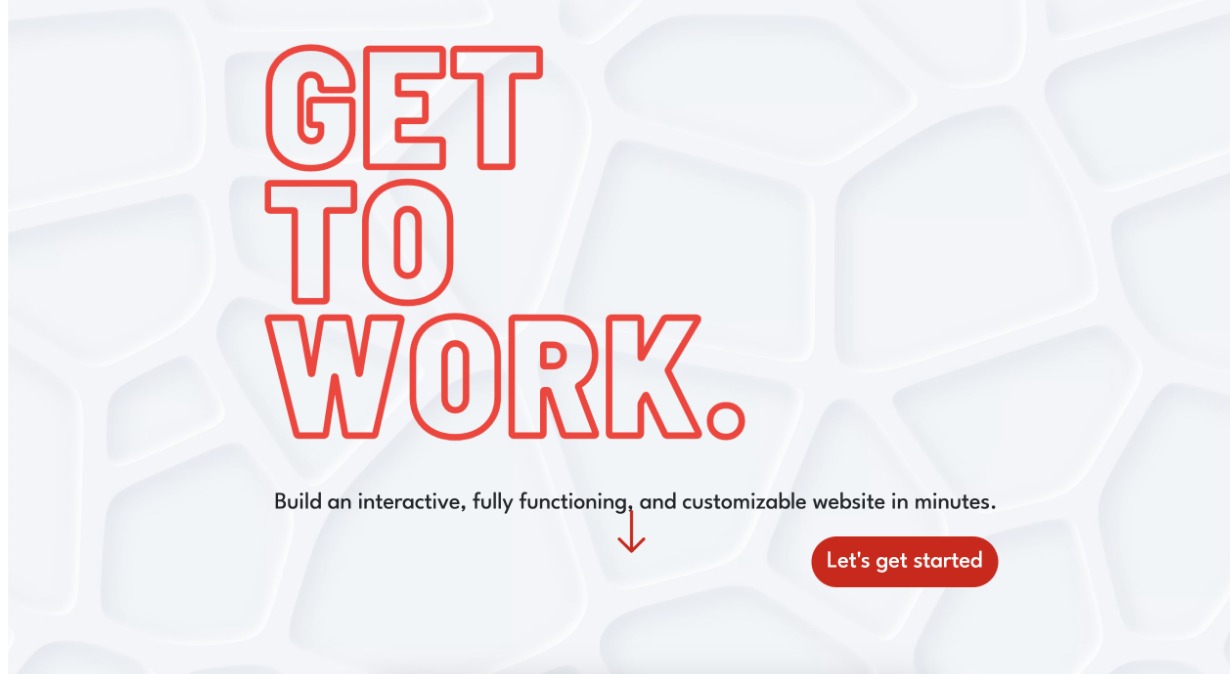 GET
TO
WORK.
Build an interactive, fully functioning, and customizable website in minutes.
Let's get started